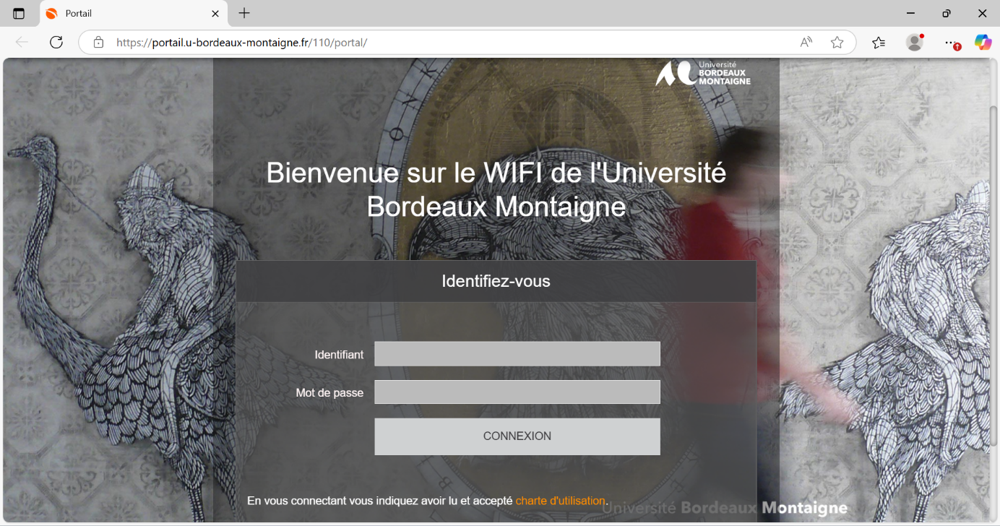 Portail
https://portail.u-bordeaux-montaigne.fr/110/portal/
Université
BORDEAUX
MONTAIGNE
Bienvenue sur le WIFI de l'Université
Bordeaux Montaigne
Identifiez-vous
Identifiant
Mot de passe
CONNEXION
En vous connectant vous indiquez avoir lu et accepté charte d'utilisation.
Université Bordeaux Montaigne